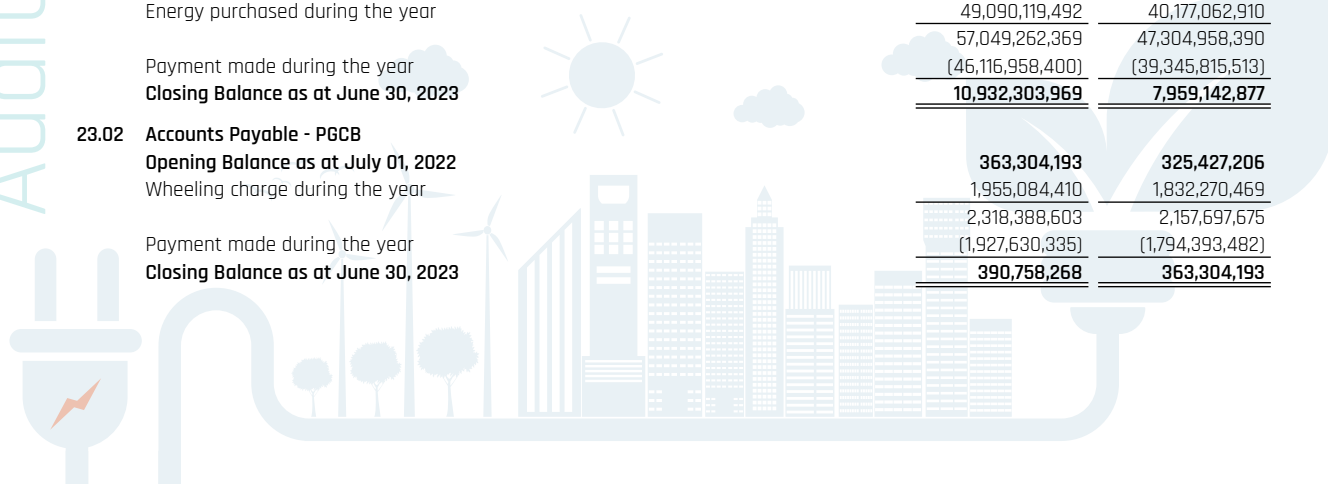 Energy purchased during the year 49,090,119,492 40,177,062,910
57,049,262,369 47,304,958,390
Payment made during the year (46,116,958,400) (39,345,815,513)
Closing Balance as at June 30, 2023 10,932,303,969 7,959,142,877
23.02 Accounts Payable - PGCB
Opening Balance as at July 01, 2022 363,304,193 325,427,206
Wheeling charge during the year 1,955,084,410 1,832,270,469
2,318,388,603 2,157,697,675
Payment made during the year (1,927,630,335) (1,794,393,482)
Closing Balance as at June 30, 2023 390,758,268 363,304,193